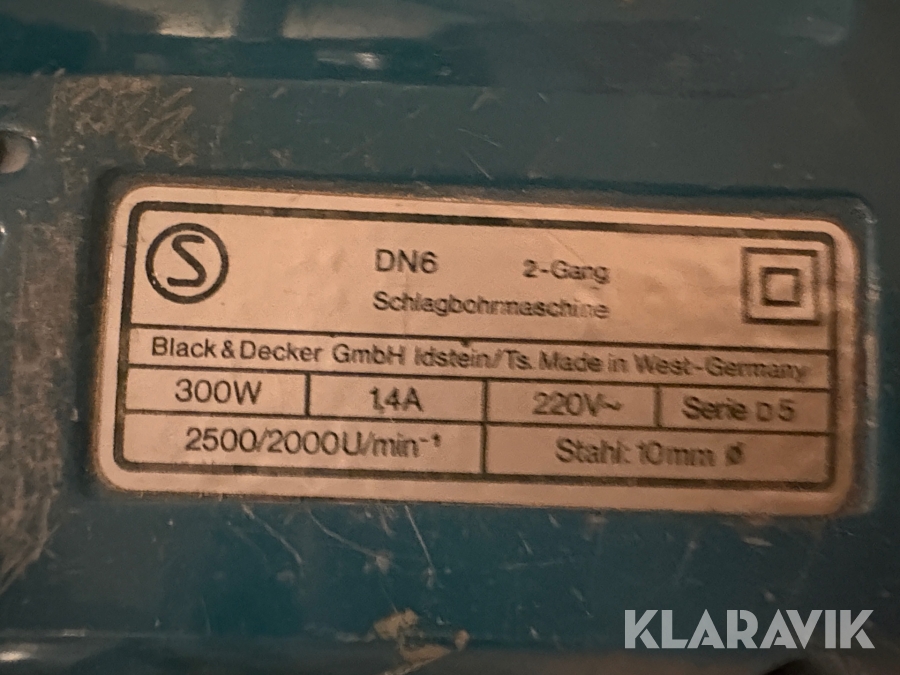 S
DN6 2-Gang
Schlagbohrmaschine
Black & Decker GmbH Idstein/Ts. Made in West-Germany
300W 1,4A 220V~ Serie D5
2500/2000U/min⁻¹ Stahl: 10mm Ø
KLARAVIK